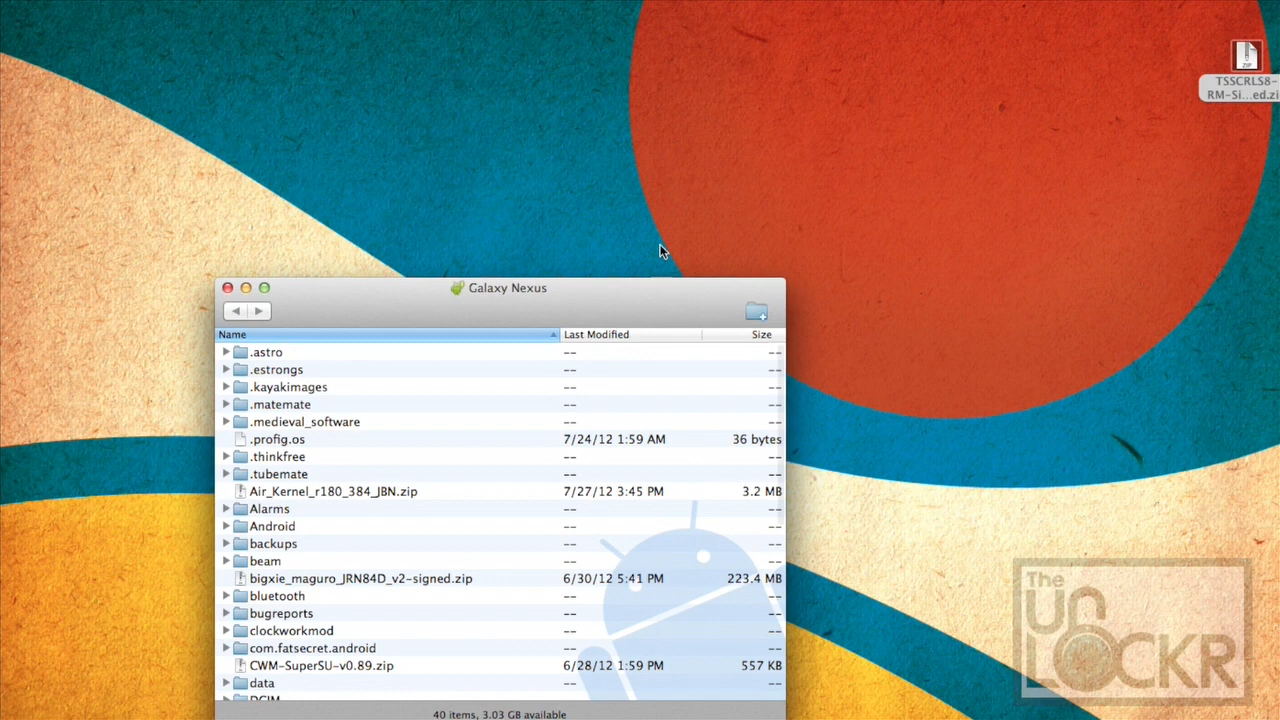 TSSCRLS8-
RM-Si...ed.zi
Galaxy Nexus
Name Last Modified Size
.astro -- --
.estrongs -- --
.kayakimages -- --
.matemate -- --
.medieval_software -- --
.profig.os 7/24/12 1:59 AM 36 bytes
.thinkfree -- --
.tubemate -- --
Air_Kernel_r180_384_JBN.zip 7/27/12 3:45 PM 3.2 MB
Alarms -- --
Android -- --
backups -- --
beam -- --
bigxie_maguro_JRN84D_v2-signed.zip 6/30/12 5:41 PM 223.4 MB
bluetooth -- --
bugreports -- --
clockworkmod -- --
com.fatsecret.android -- --
CWM-SuperSU-v0.89.zip 6/28/12 1:59 PM 557 KB
data -- --
DCIM
40 items, 3.03 GB available
The
UN
LOCKR
ZIP